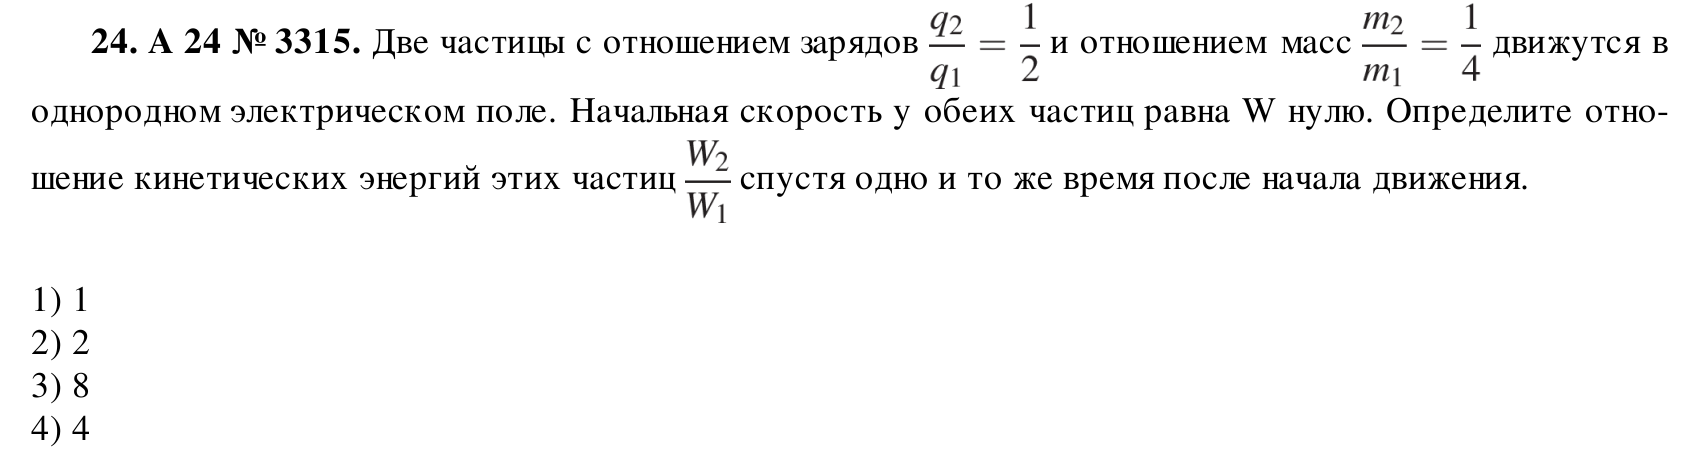 24. А 24 № 3315. Две частицы с отношением зарядов q2/q1 = 1/2 и отношением масс m2/m1 = 1/4 движутся в
однородном электрическом поле. Начальная скорость у обеих частиц равна W нулю. Определите отно-
шение кинетических энергий этих частиц W2/W1 спустя одно и то же время после начала движения.
1) 1
2) 2
3) 8
4) 4